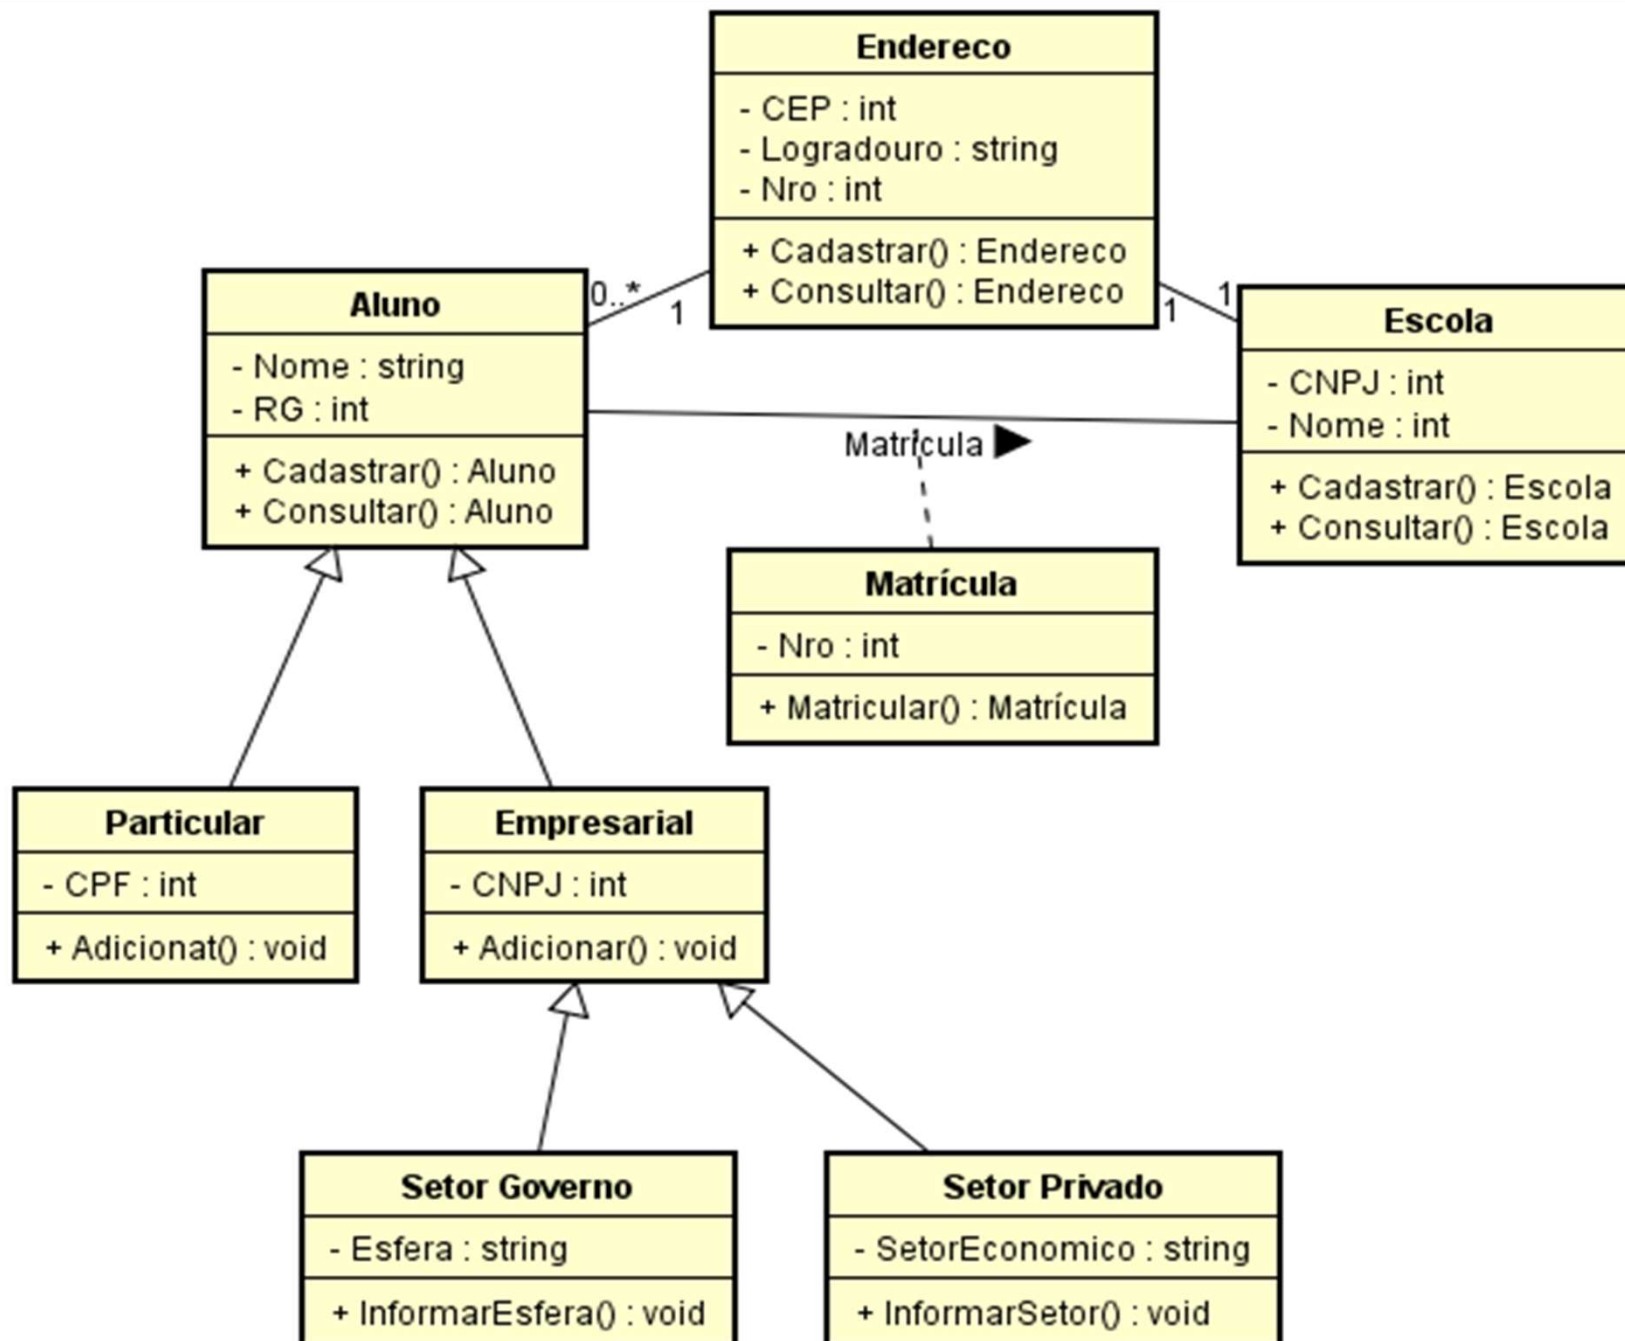 Endereco
- CEP : int
- Logradouro : string
- Nro : int
+ Cadastrar() : Endereco
+ Consultar() : Endereco
0..*
1
1
1
Aluno
- Nome : string
- RG : int
+ Cadastrar() : Aluno
+ Consultar() : Aluno
Escola
- CNPJ : int
- Nome : int
+ Cadastrar() : Escola
+ Consultar() : Escola
Matrícula
Matrícula
- Nro : int
+ Matricular() : Matrícula
Particular
- CPF : int
+ Adicionat() : void
Empresarial
- CNPJ : int
+ Adicionar() : void
Setor Governo
- Esfera : string
+ InformarEsfera() : void
Setor Privado
- SetorEconomico : string
+ InformarSetor() : void